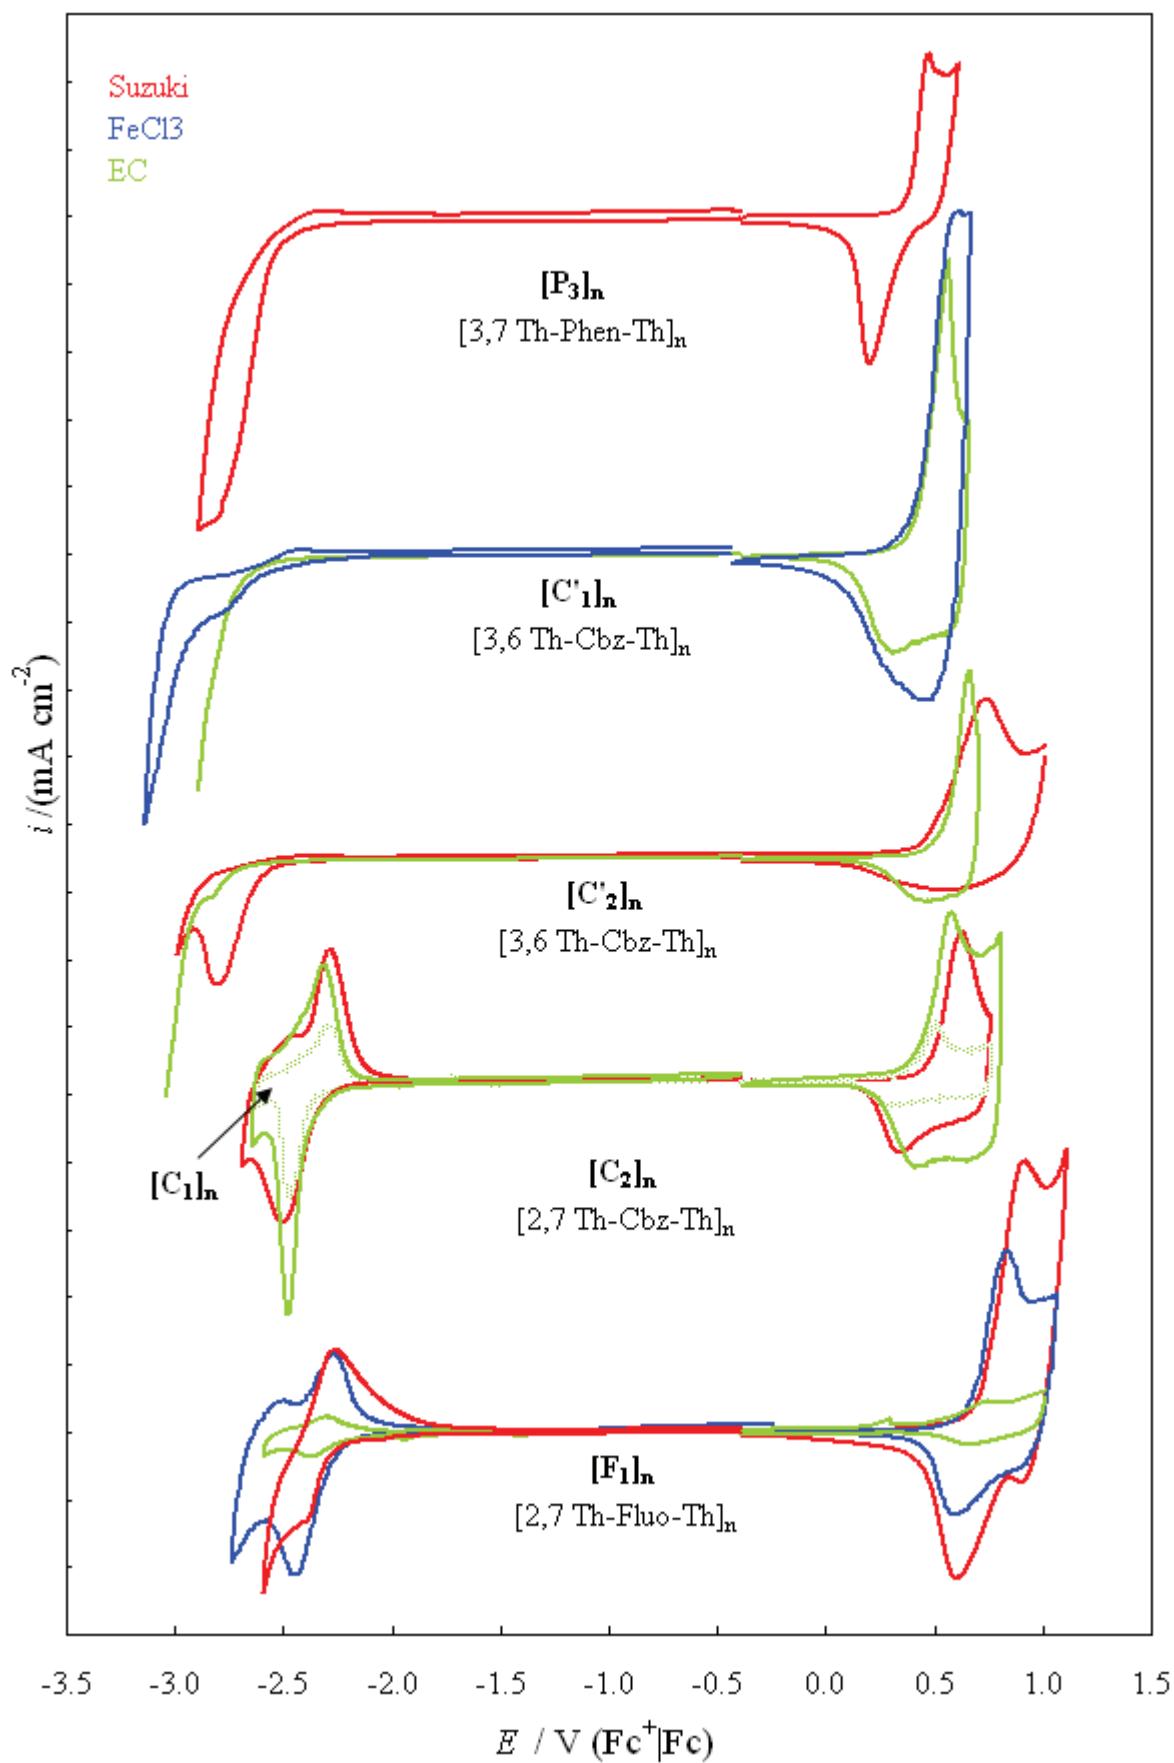 Suzuki
FeCl3
EC
[P₃]ₙ
[3,7 Th-Phen-Th]ₙ
[C'₁]ₙ
[3,6 Th-Cbz-Th]ₙ
i /(mA cm⁻²)
[C'₂]ₙ
[3,6 Th-Cbz-Th]ₙ
[C₁]ₙ
[C₂]ₙ
[2,7 Th-Cbz-Th]ₙ
[F₁]ₙ
[2,7 Th-Fluo-Th]ₙ
-3.5 -3.0 -2.5 -2.0 -1.5 -1.0 -0.5 0.0 0.5 1.0 1.5
E / V (Fc⁺|Fc)